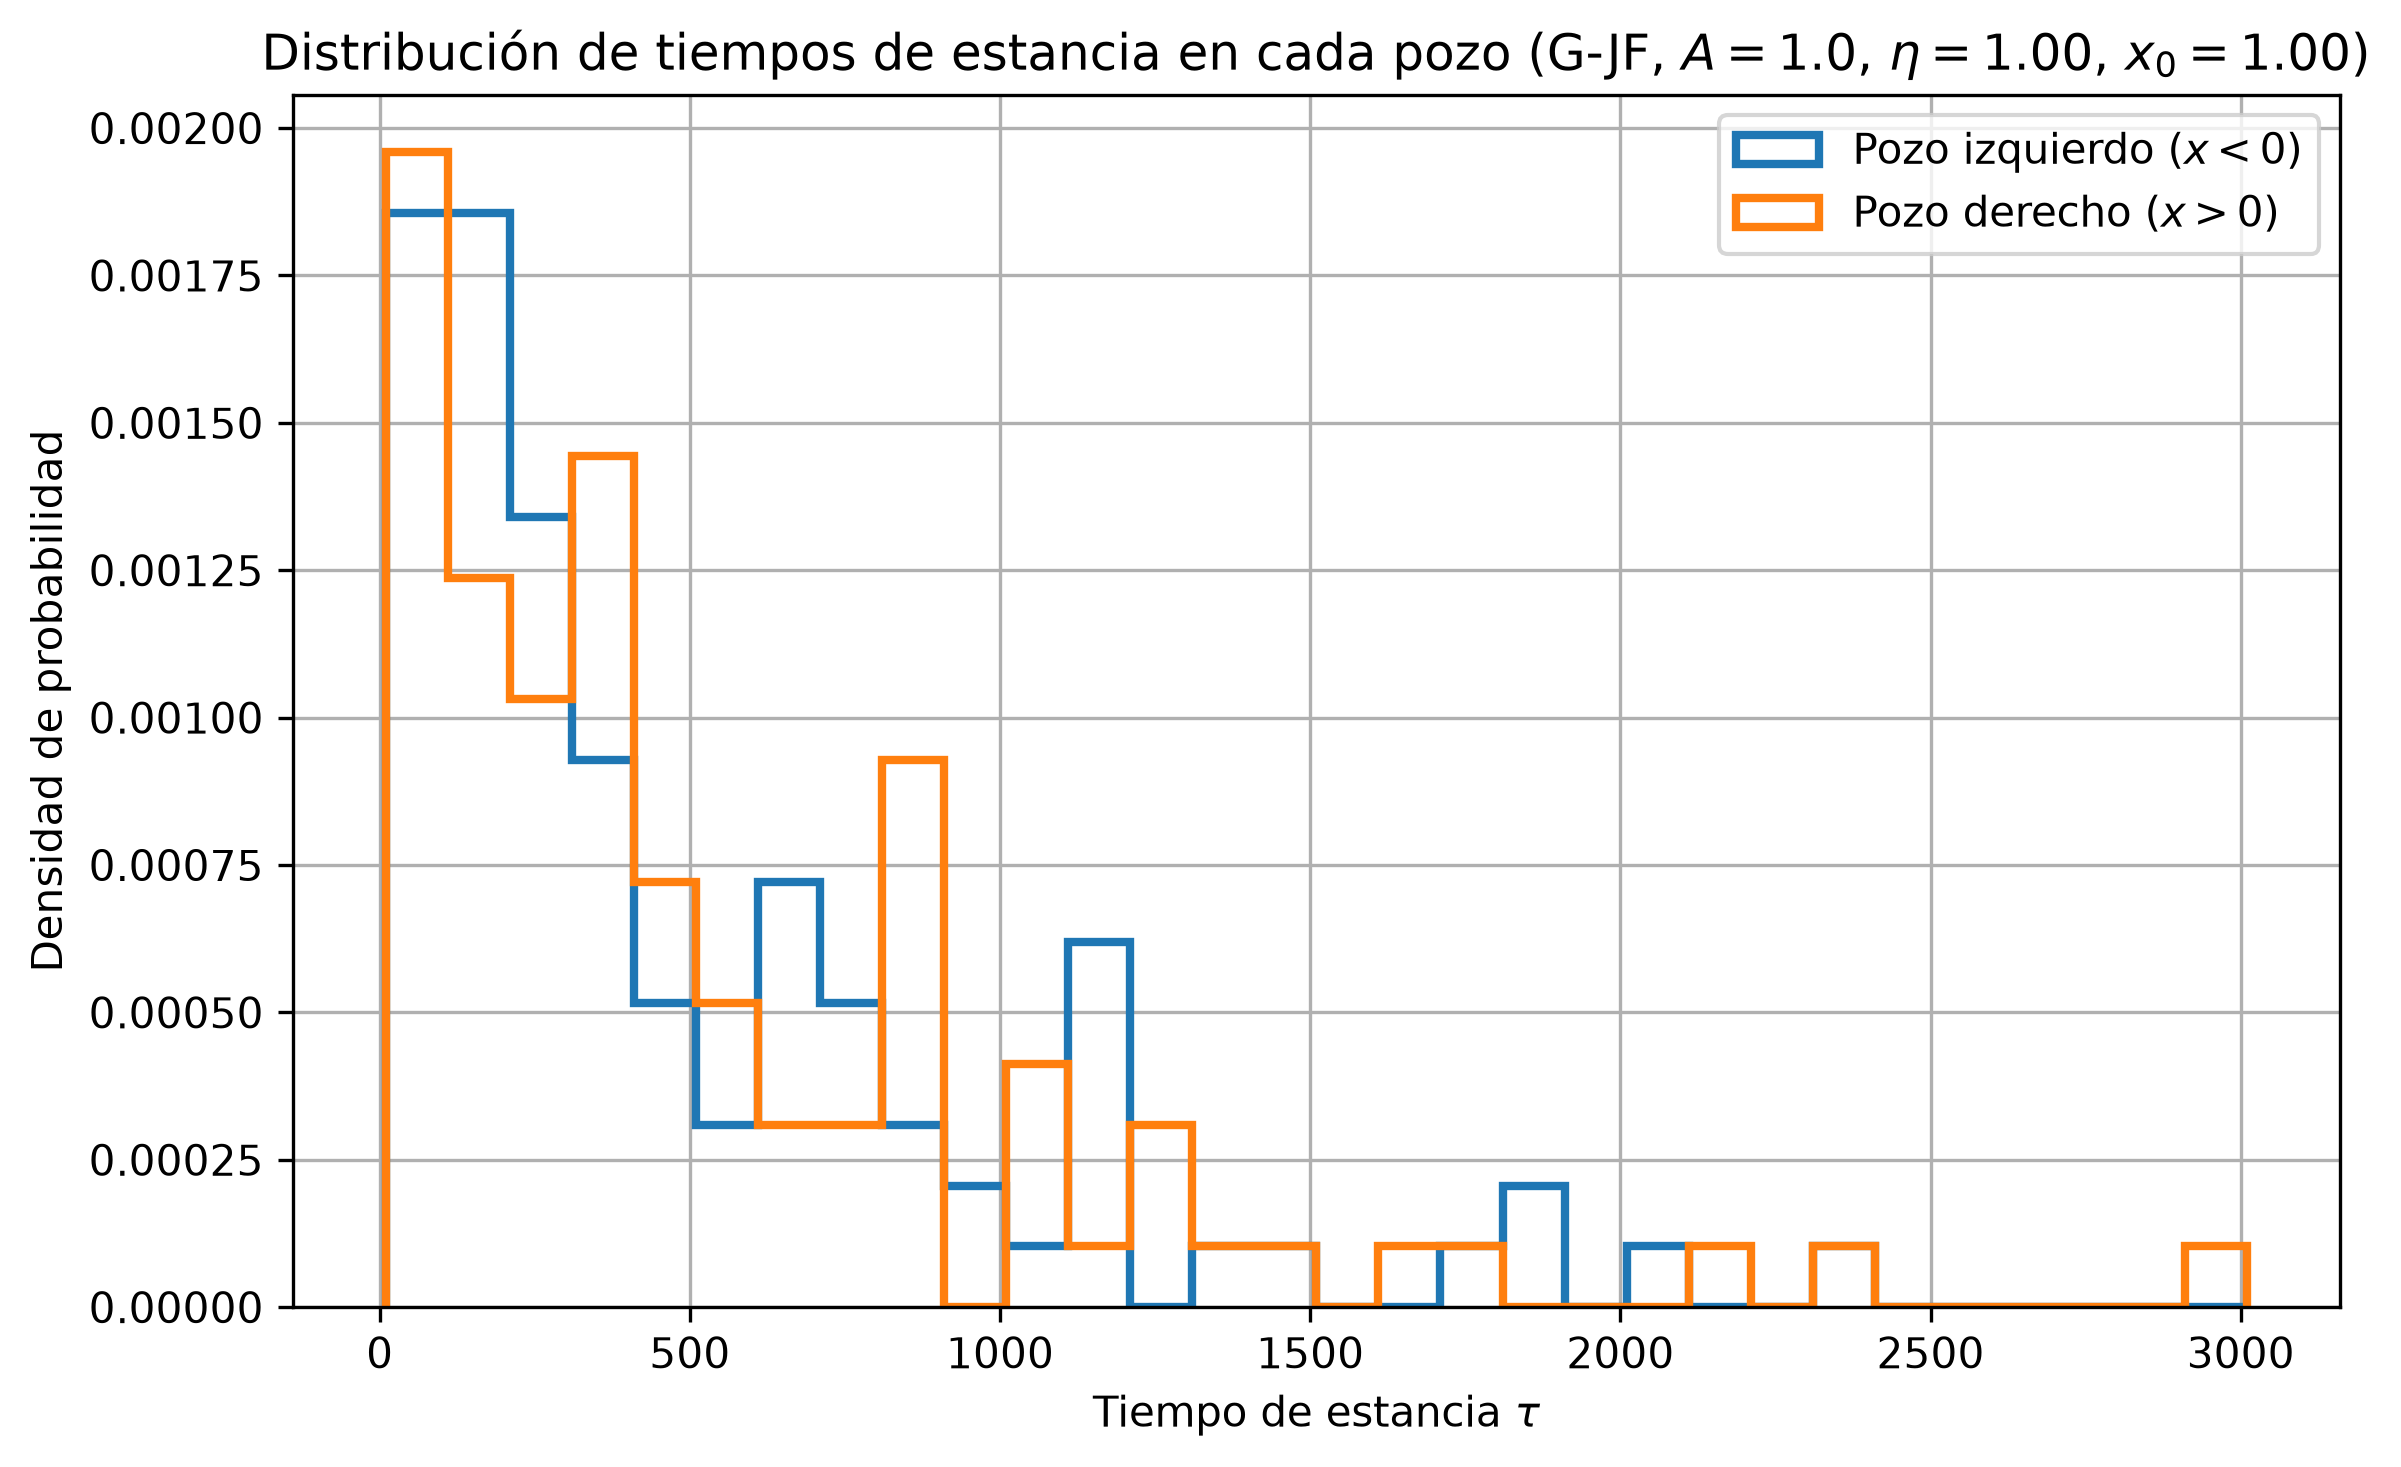 Distribución de tiempos de estancia en cada pozo (G-JF, A = 1.0, η = 1.00, x₀ = 1.00)
Pozo izquierdo (x < 0)
Pozo derecho (x > 0)
Densidad de probabilidad
0.00200
0.00175
0.00150
0.00125
0.00100
0.00075
0.00050
0.00025
0.00000
0 500 1000 1500 2000 2500 3000
Tiempo de estancia τ